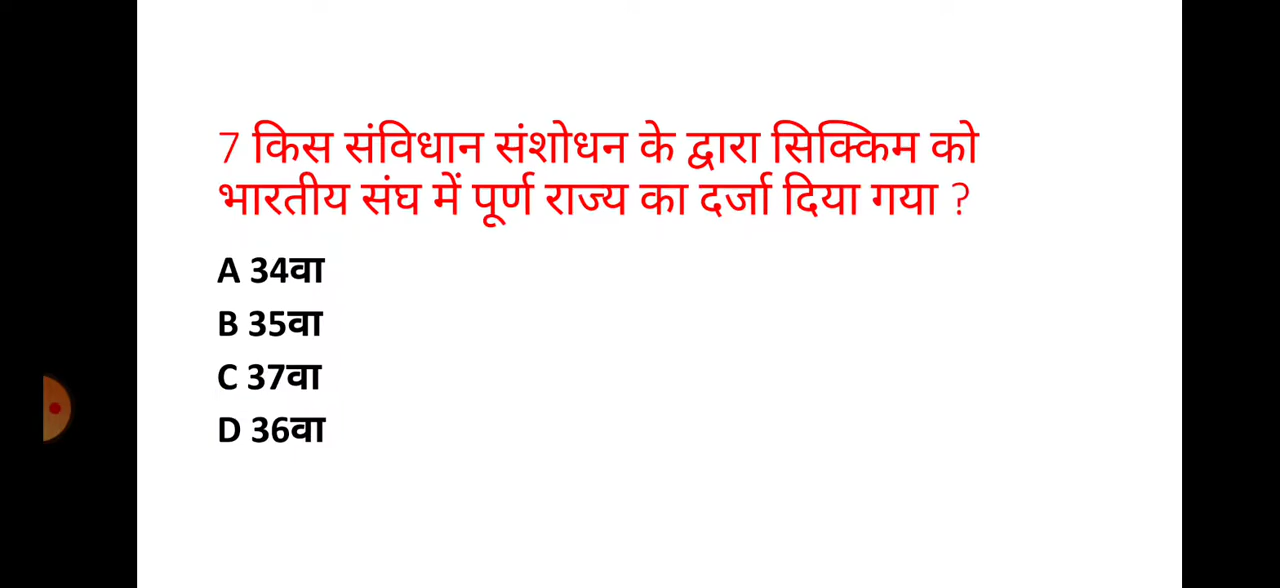 7 किस संविधान संशोधन के द्वारा सिक्किम को
भारतीय संघ में पूर्ण राज्य का दर्जा दिया गया ?
A 34वा
B 35वा
C 37वा
D 36वा